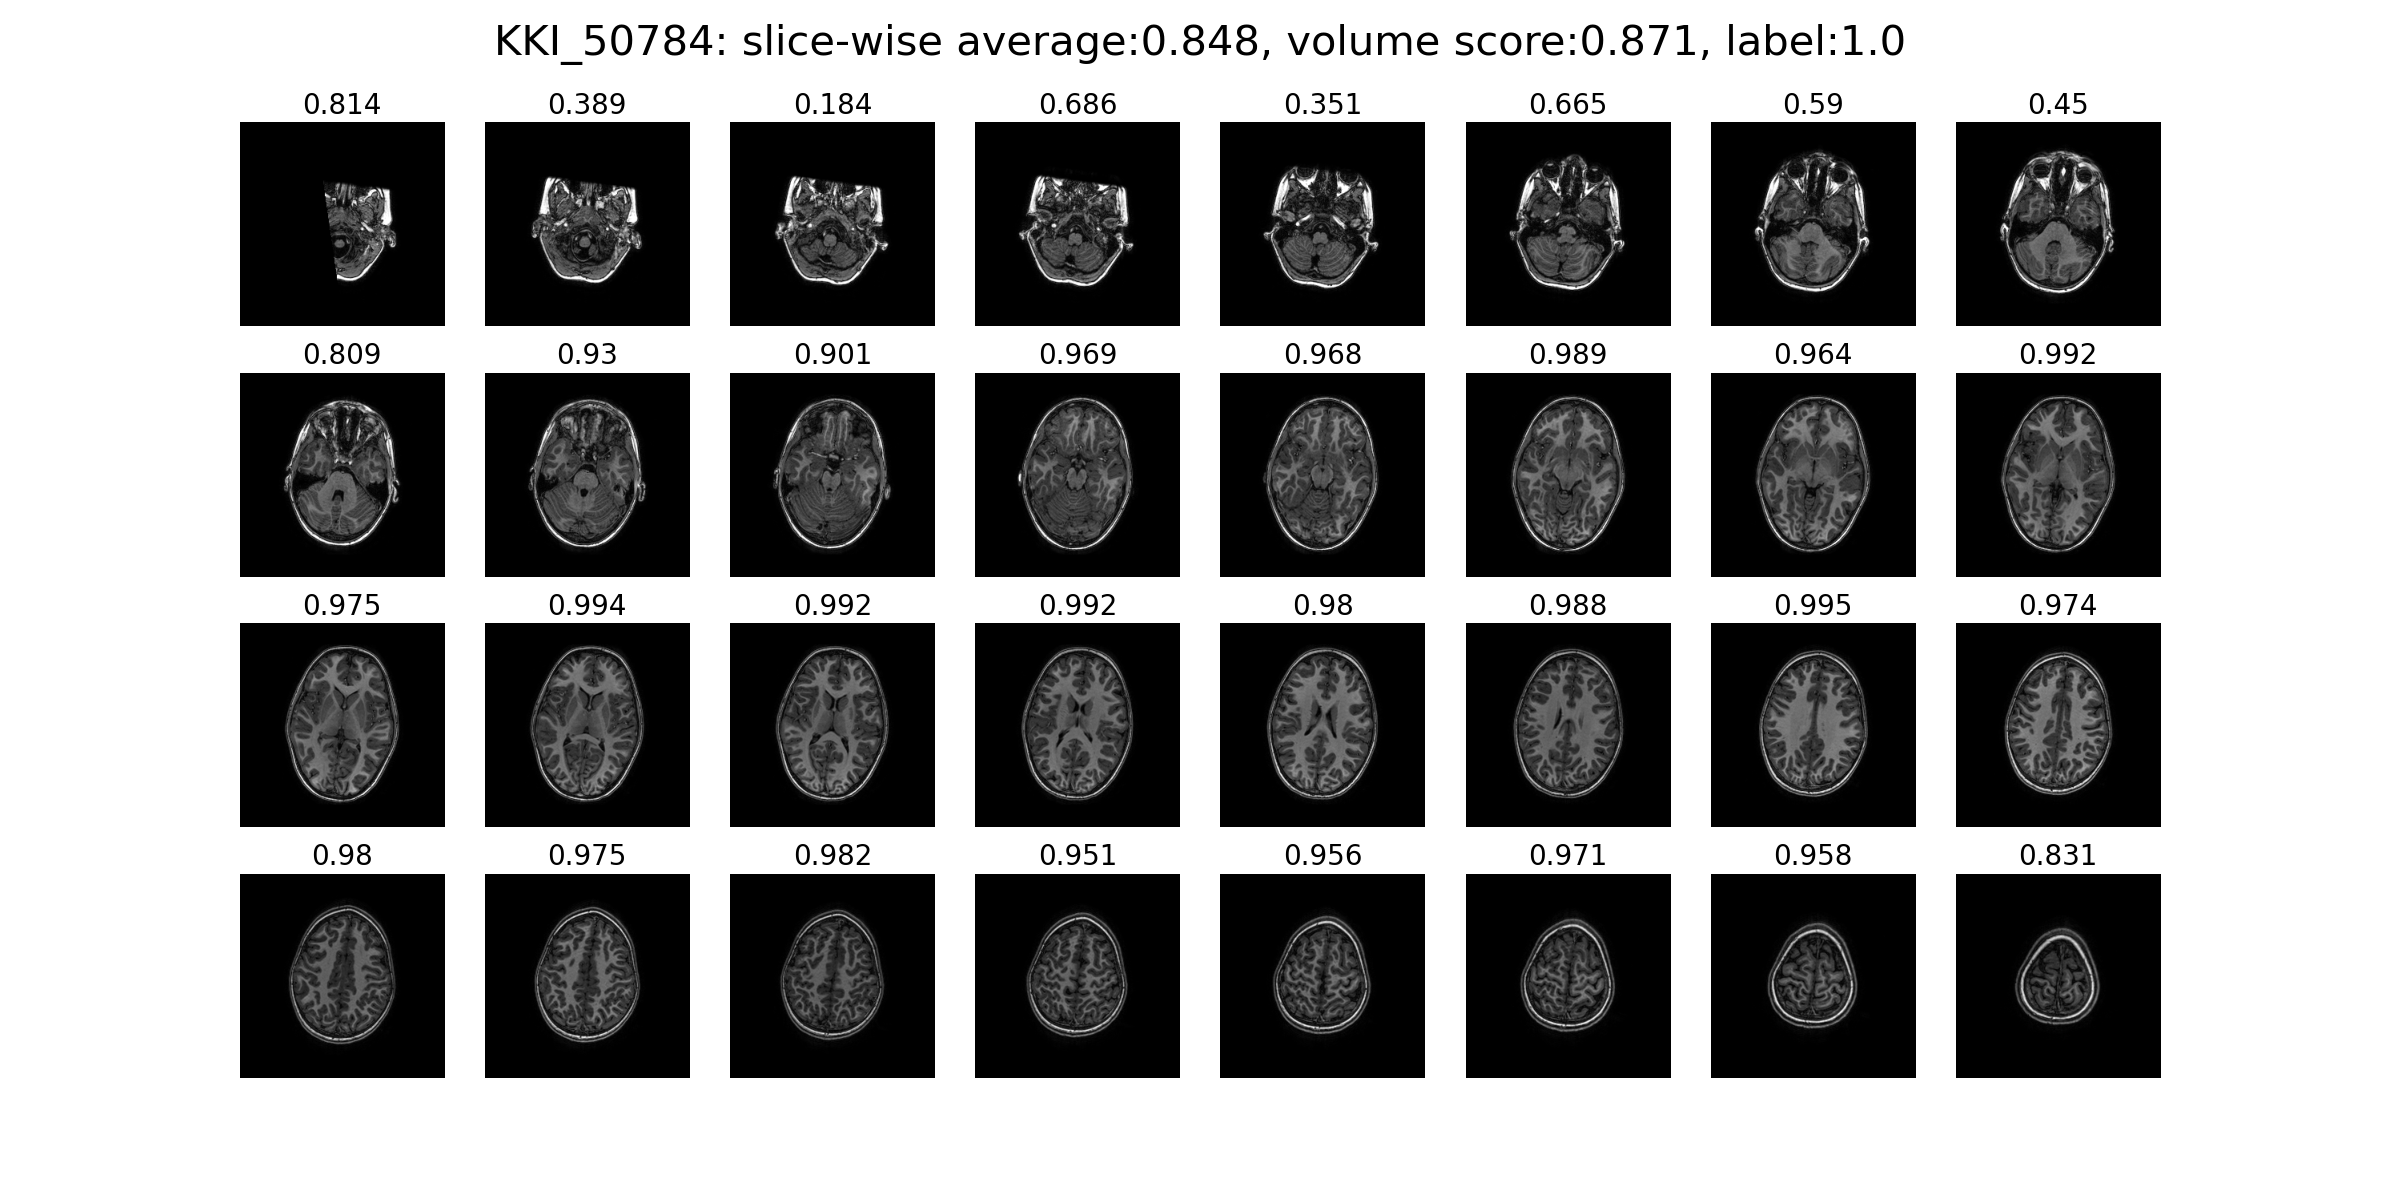 KKI_50784: slice-wise average:0.848, volume score:0.871, label:1.0
0.814 0.389 0.184 0.686 0.351 0.665 0.59 0.45
0.809 0.93 0.901 0.969 0.968 0.989 0.964 0.992
0.975 0.994 0.992 0.992 0.98 0.988 0.995 0.974
0.98 0.975 0.982 0.951 0.956 0.971 0.958 0.831